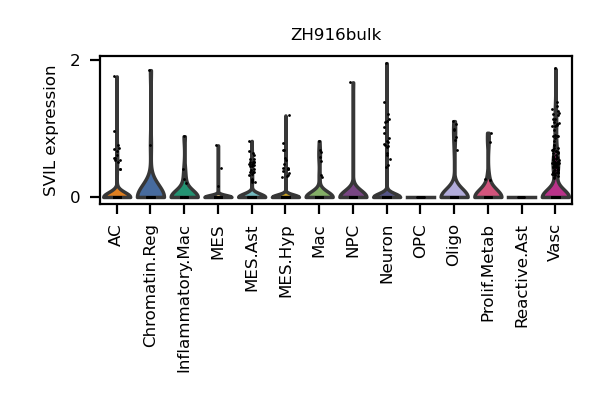 ZH916bulk
SVIL expression
2
0
AC
Chromatin.Reg
Inflammatory.Mac
MES
MES.Ast
MES.Hyp
Mac
NPC
Neuron
OPC
Oligo
Prolif.Metab
Reactive.Ast
Vasc